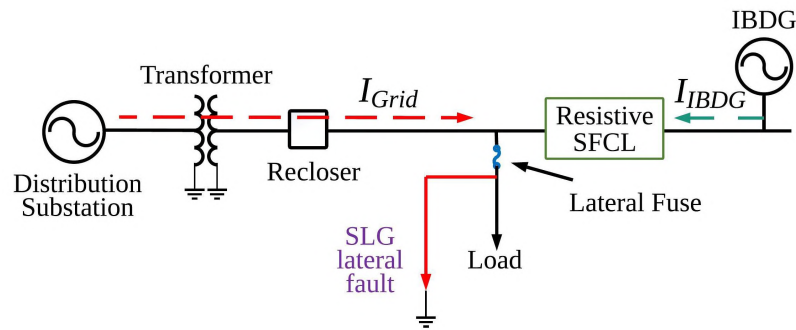 IBDG
Transformer
I_Grid
I_IBDG
Resistive
SFCL
Recloser
Distribution
Substation
Lateral Fuse
SLG
lateral
fault
Load